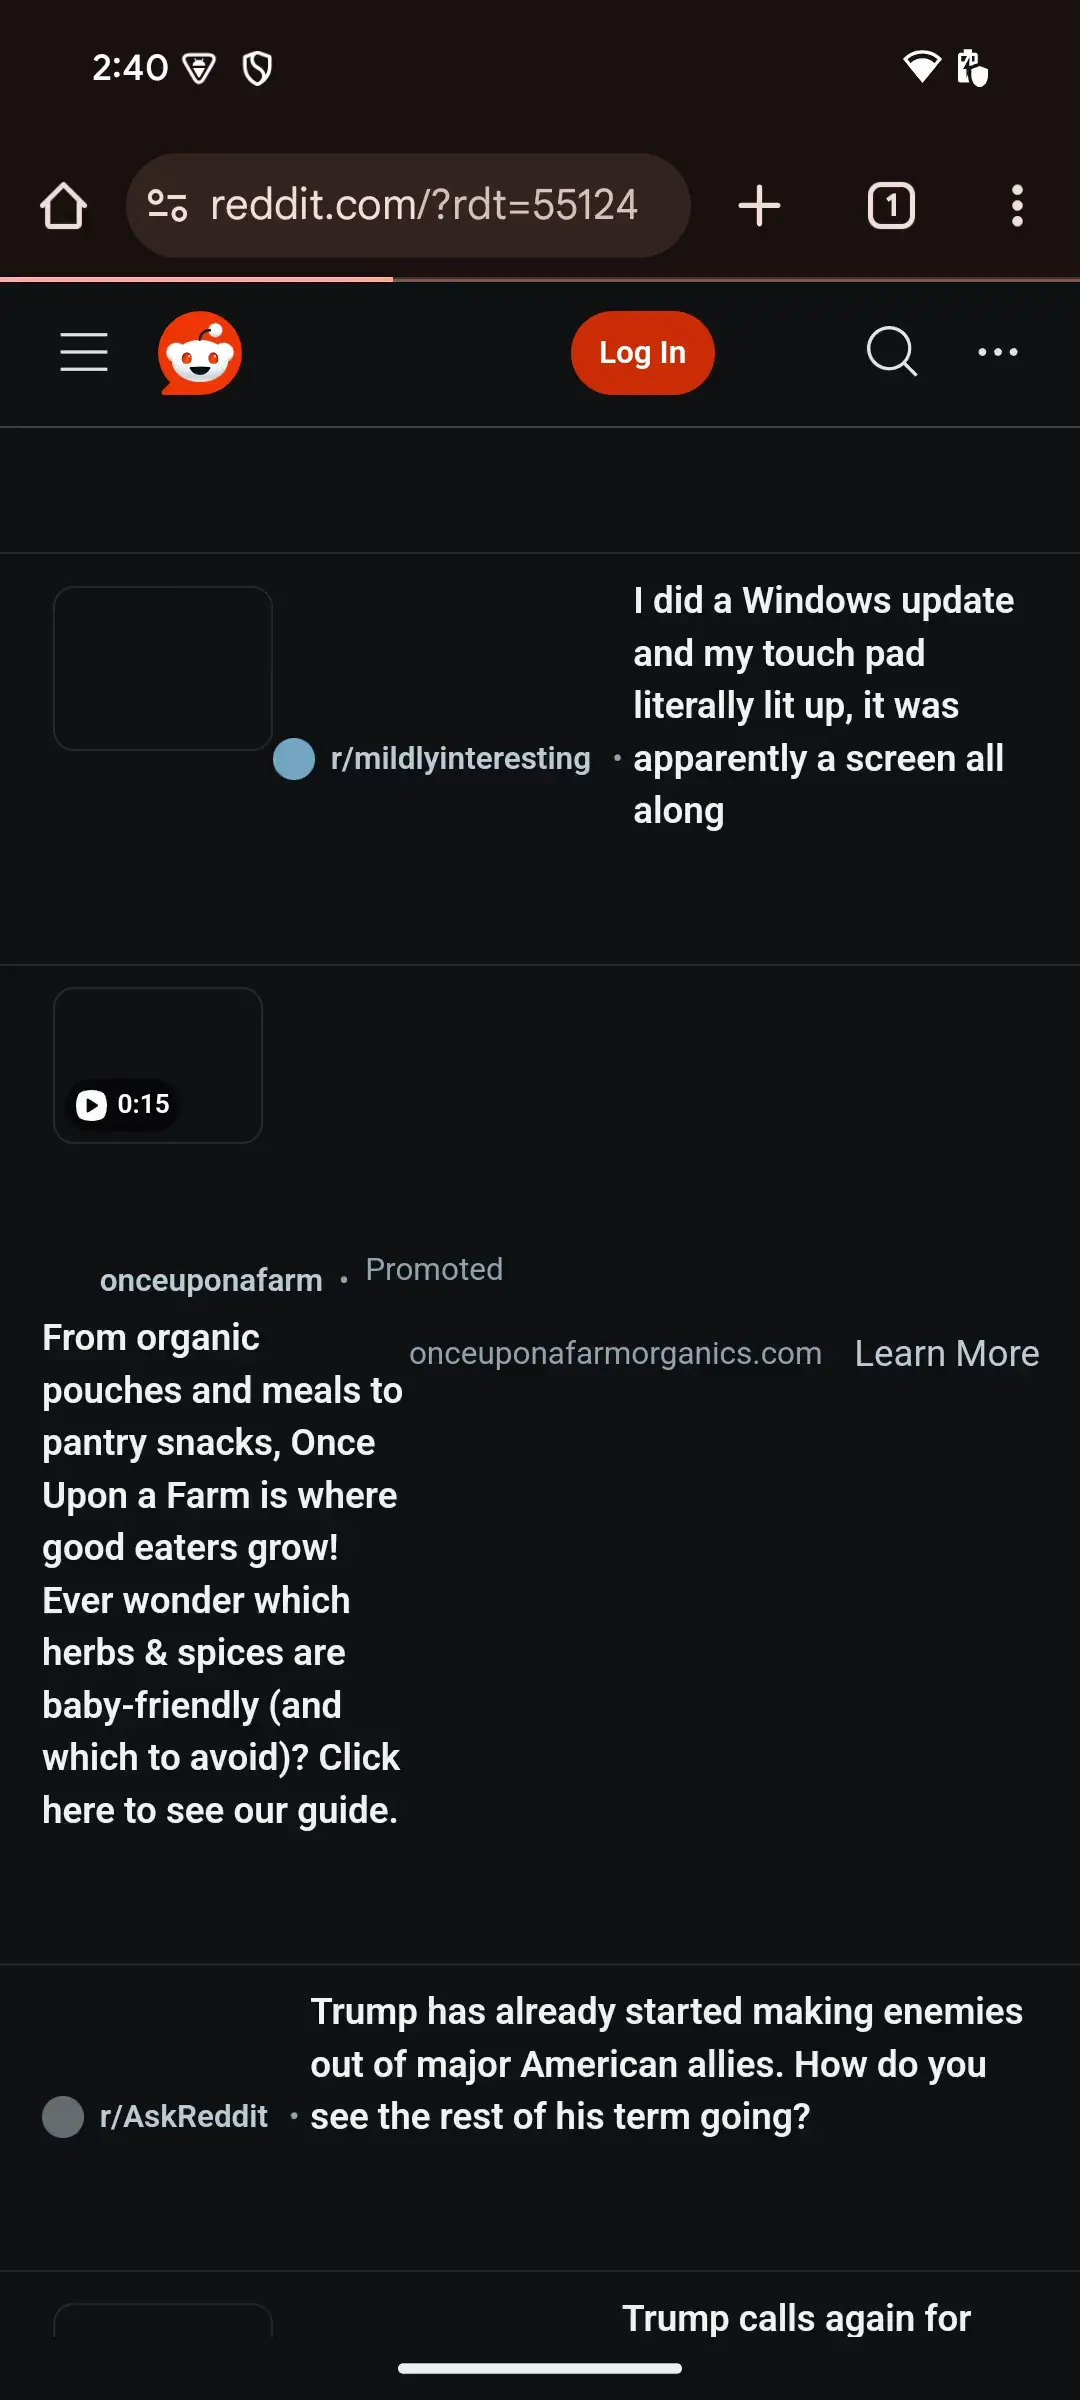 2:40
reddit.com/?rdt=55124
1
Log In
I did a Windows update
and my touch pad
literally lit up, it was
r/mildlyinteresting • apparently a screen all
along
0:15
onceuponafarm • Promoted
From organic
pouches and meals to
pantry snacks, Once
Upon a Farm is where
good eaters grow!
Ever wonder which
herbs & spices are
baby-friendly (and
which to avoid)? Click
here to see our guide.
onceuponafarmorganics.com Learn More
Trump has already started making enemies
out of major American allies. How do you
r/AskReddit • see the rest of his term going?
Trump calls again for